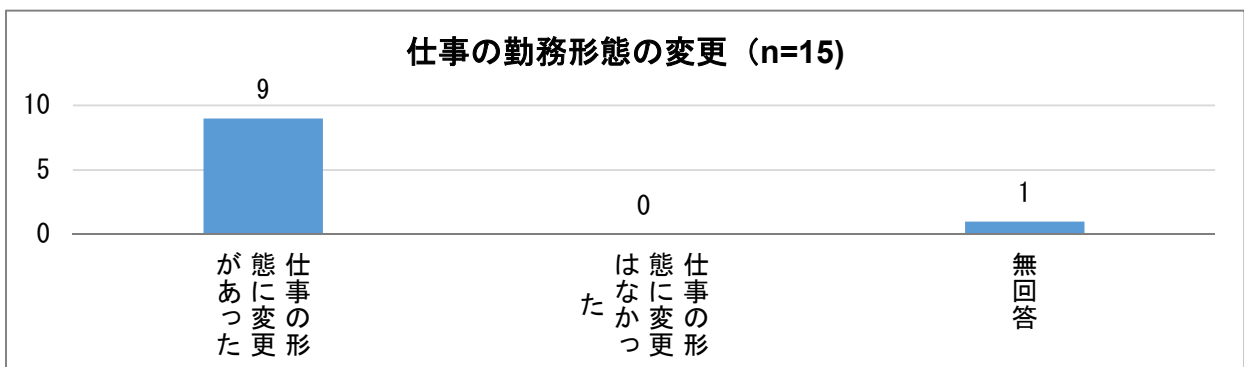 仕事の勤務形態の変更（n=15)
9
10
5
0
0
1
仕事の形
態に変更
があった
仕事の形
態に変更
はなかっ
た
無回答